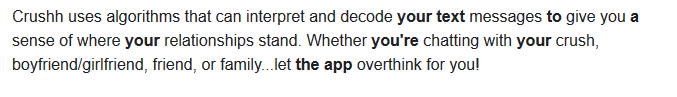 Crushh uses algorithms that can interpret and decode your text messages to give you a
sense of where your relationships stand. Whether you're chatting with your crush,
boyfriend/girlfriend, friend, or family...let the app overthink for you!